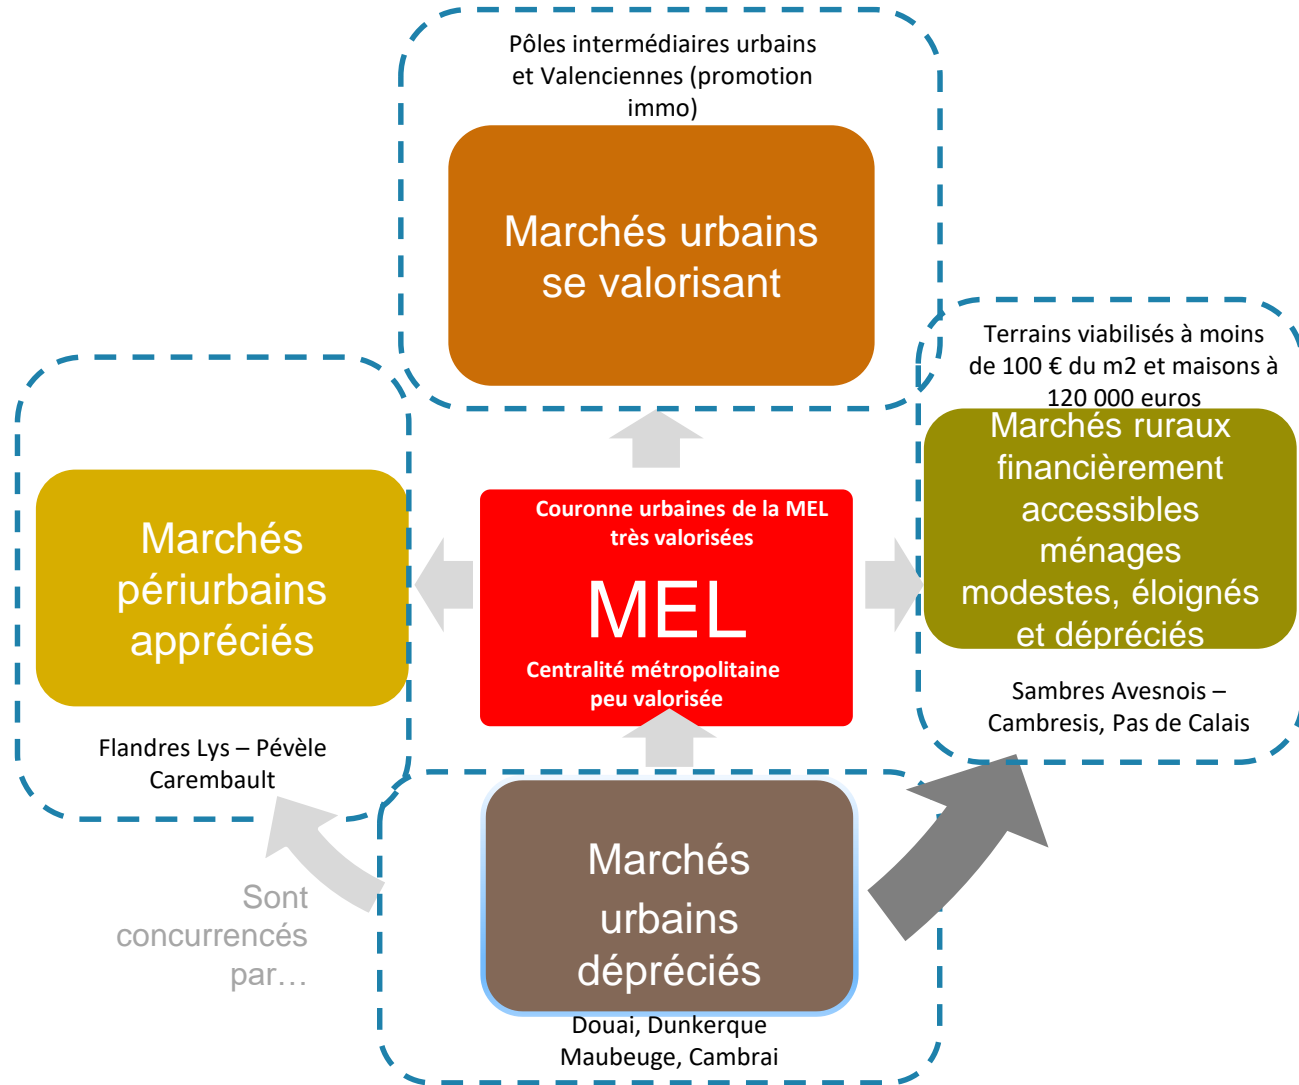 Pôles intermédiaires urbains
et Valenciennes (promotion
immo)
Marchés urbains
se valorisant
Terrains viabilisés à moins
de 100 € du m2 et maisons à
120 000 euros
Marchés ruraux
financièrement
accessibles
ménages
modestes, éloignés
et dépréciés
Sambres Avesnois –
Cambresis, Pas de Calais
Marchés
périurbains
appréciés
Flandres Lys – Pévèle
Carembault
Couronne urbaines de la MEL
très valorisées
MEL
Centralité métropolitaine
peu valorisée
Sont
concurrencés
par…
Marchés
urbains
dépréciés
Douai, Dunkerque
Maubeuge, Cambrai